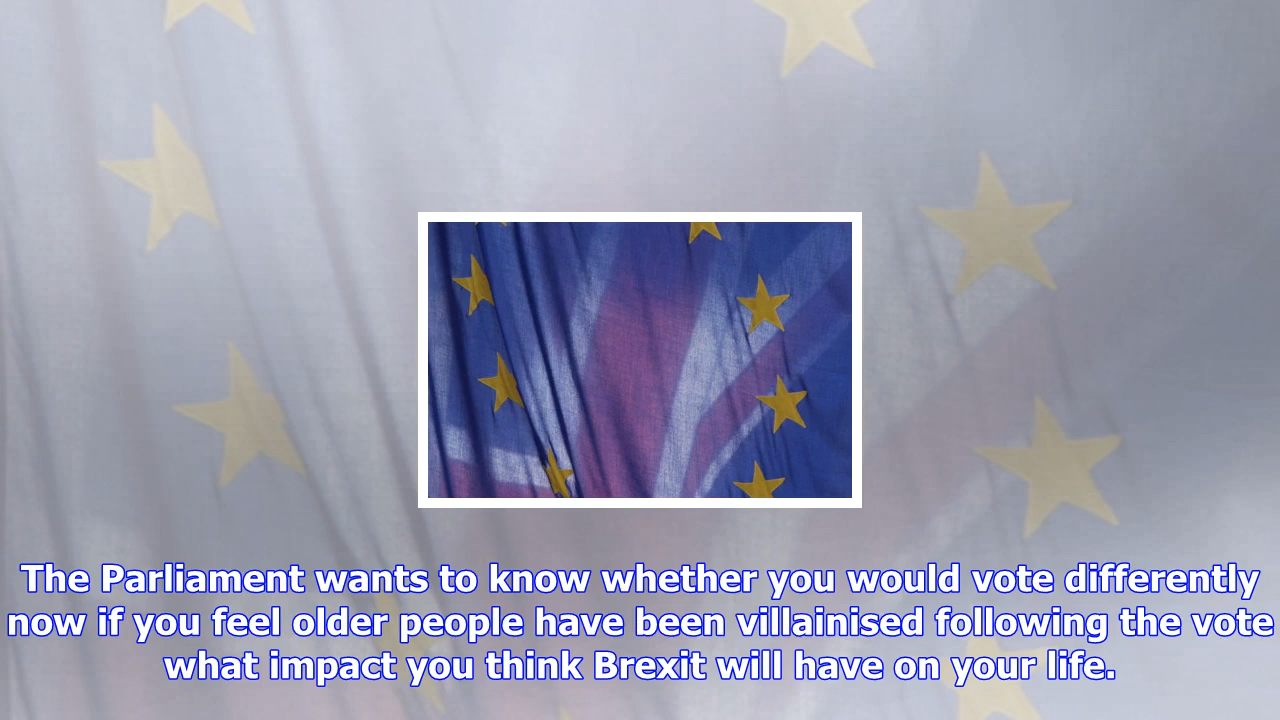 The Parliament wants to know whether you would vote differently
now if you feel older people have been villainised following the vote
what impact you think Brexit will have on your life.